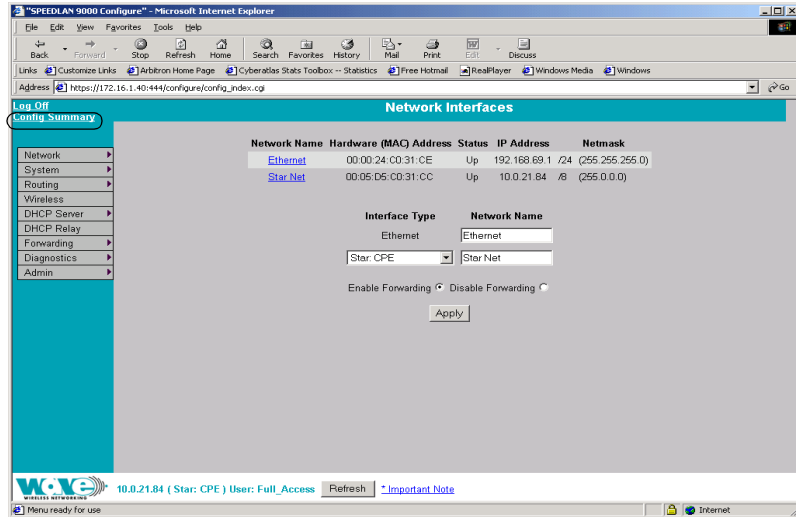 "SPEEDLAN 9000 Configure" - Microsoft Internet Explorer
File Edit View Favorites Tools Help
Back Forward Stop Refresh Home Search Favorites History Mail Print Edit Discuss
Links Customize Links Arbitron Home Page Cyberatlas Stats Toolbox -- Statistics Free Hotmail RealPlayer Windows Media Windows
Address https://172.16.1.40:444/configure/config_index.cgi Go
Log Off
Config Summary
Network Interfaces
Network Name Hardware (MAC) Address Status IP Address Netmask
Ethernet 00:00:24:C0:31:CE Up 192.168.69.1 /24 (255.255.255.0)
Star Net 00:05:D5:C0:31:CC Up 10.0.21.84 /8 (255.0.0.0)
Network
System
Routing
Wireless
DHCP Server
DHCP Relay
Forwarding
Diagnostics
Admin
Interface Type Network Name
Ethernet Ethernet
Star: CPE Star Net
Enable Forwarding Disable Forwarding
Apply
WAVE
WIRELESS NETWORKING
10.0.21.84 ( Star: CPE ) User: Full_Access Refresh * Important Note
Menu ready for use Internet